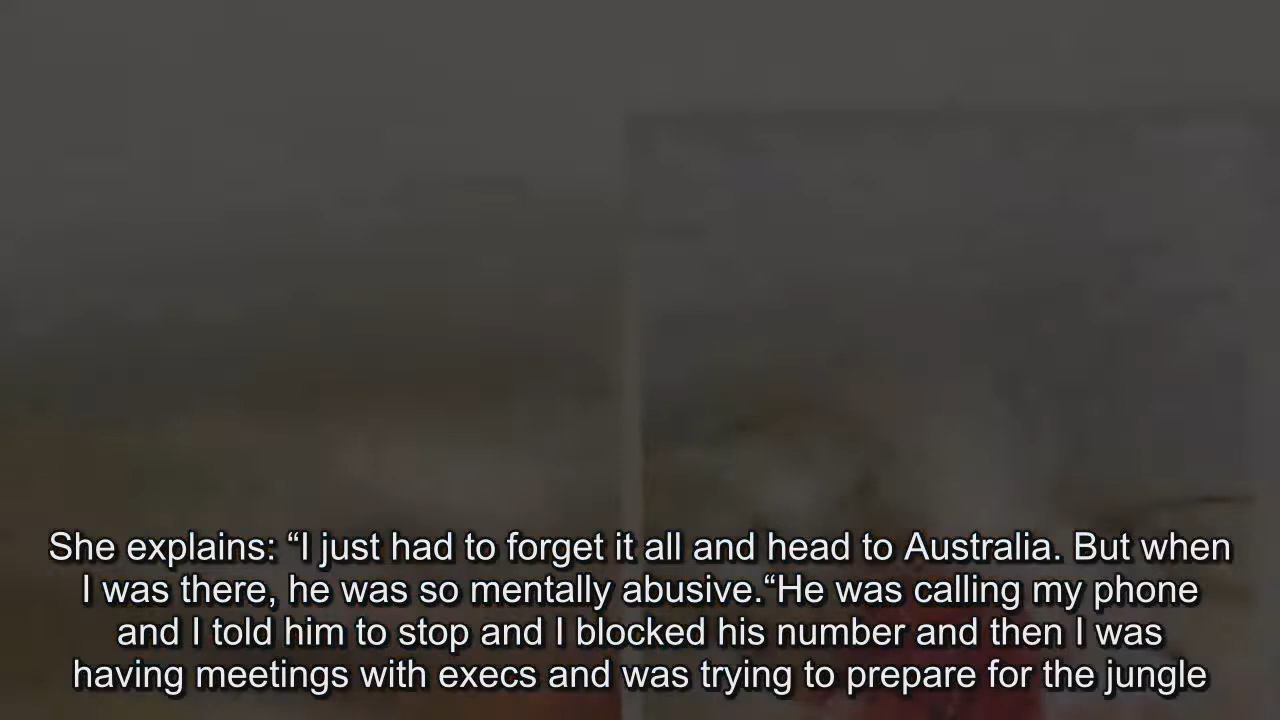 She explains: “I just had to forget it all and head to Australia. But when
I was there, he was so mentally abusive.“He was calling my phone
and I told him to stop and I blocked his number and then I was
having meetings with execs and was trying to prepare for the jungle